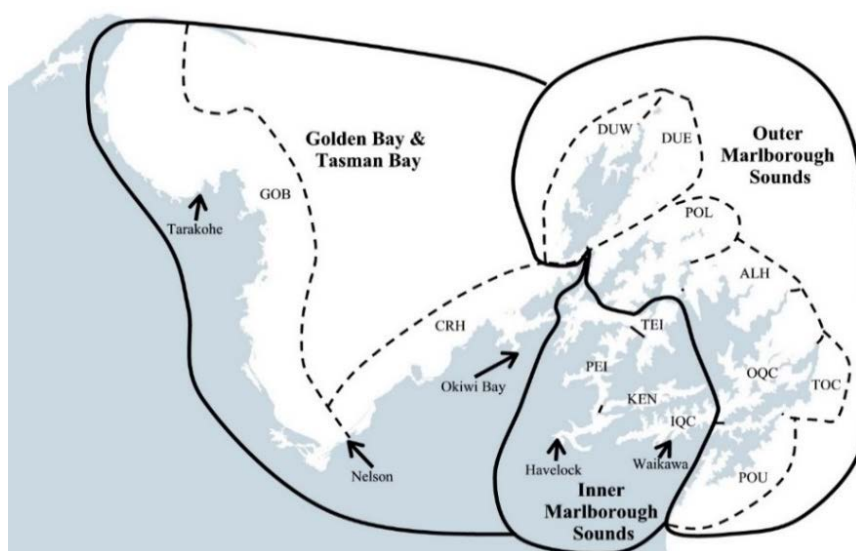 Golden Bay &
Tasman Bay
Outer
Marlborough
Sounds
DUW
DUE
GOB
POL
Tarakohe
ALH
CRH
TEI
PEI
Okiwi Bay
OQC
TOC
KEN
IQC
Nelson
Havelock
Waikawa
POU
Inner
Marlborough
Sounds